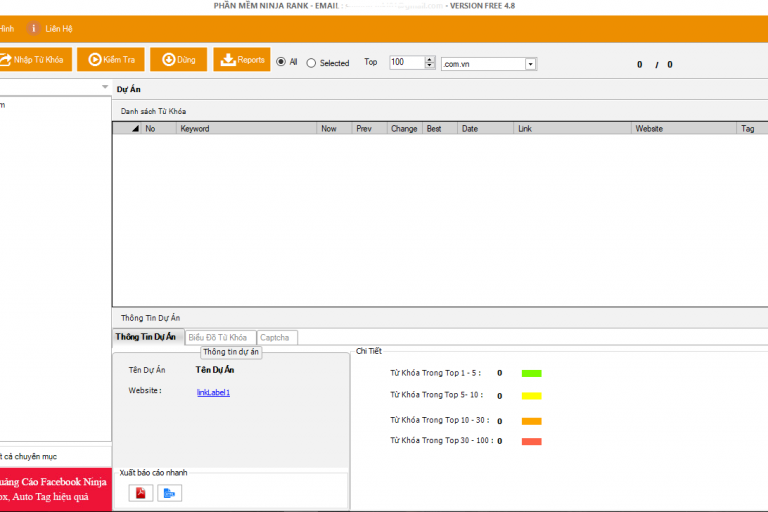 PHẦN MỀM NINJA RANK - EMAIL : - VERSION FREE 4.8
Hình Liên Hệ
Nhập Từ Khóa Kiểm Tra Dừng Reports All Selected Top 100 .com.vn 0 / 0
Dự Án
m
Danh sách Từ Khóa
No Keyword Now Prev Change Best Date Link Website Tag
Thông Tin Dự Án
Thông Tin Dự Án Biểu Đồ Từ Khóa Captcha
Thông tin dự án
Chi Tiết
Tên Dự Án Tên Dự Án
Website : linkLabel1
Từ Khóa Trong Top 1 - 5 : 0
Từ Khóa Trong Top 5- 10 : 0
Từ Khóa Trong Top 10 - 30 : 0
Từ Khóa Trong Top 30 - 100 : 0
t cả chuyên mục
Xuất báo cáo nhanh
uảng Cáo Facebook Ninja
ox, Auto Tag hiệu quả